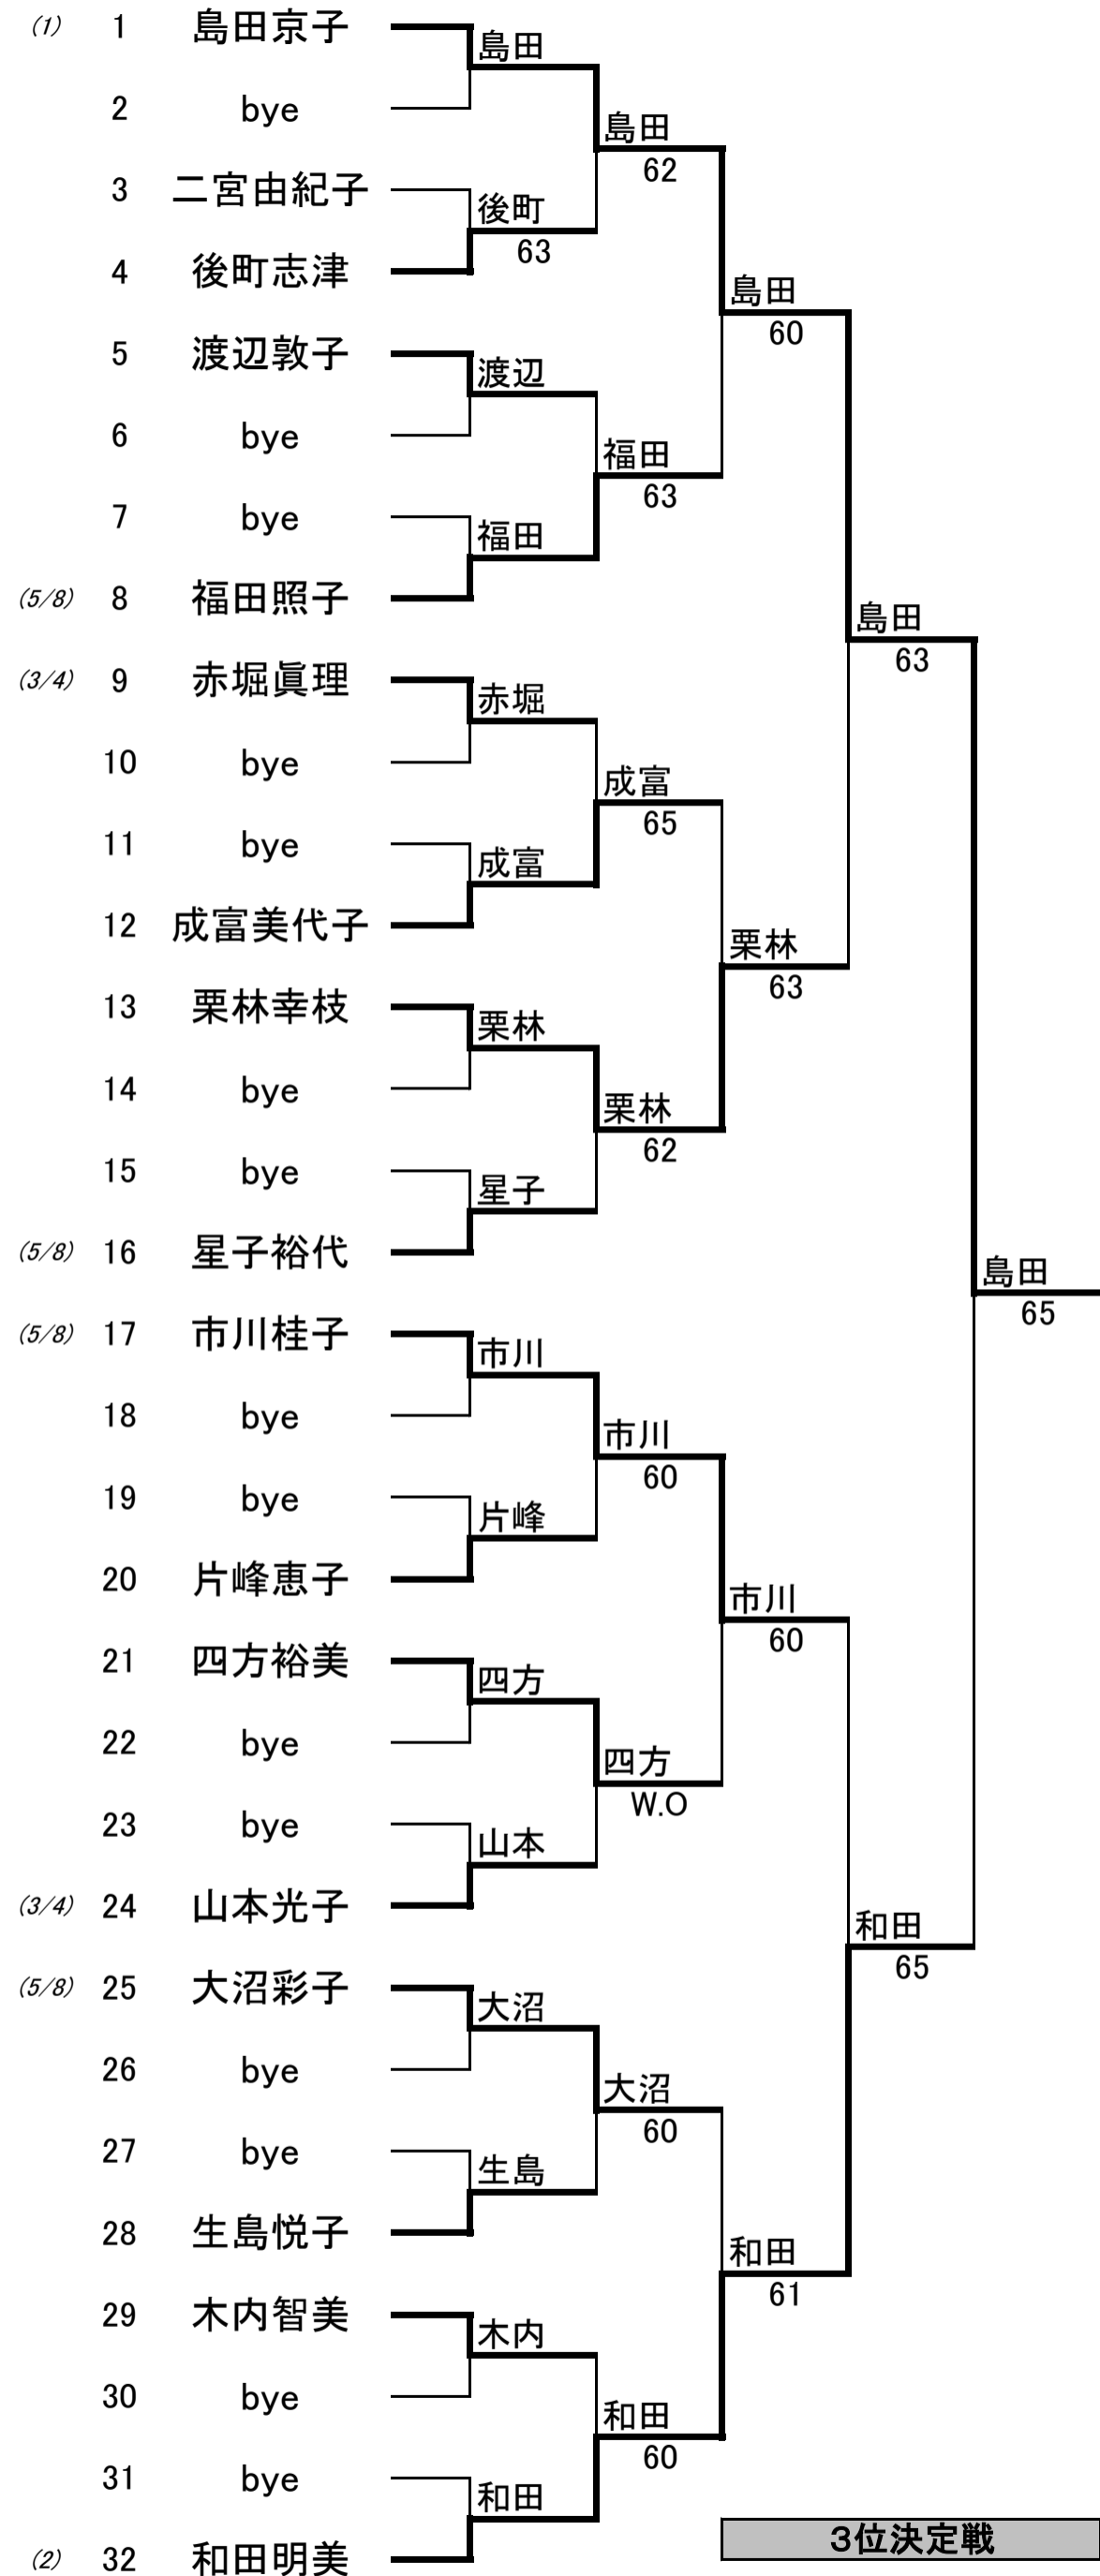 (1) 1 島田京子
島田
2 bye
島田
62
3 二宮由紀子
後町
63
4 後町志津
島田
60
5 渡辺敦子
渡辺
6 bye
福田
63
7 bye
福田
(5/8) 8 福田照子
島田
63
(3/4) 9 赤堀眞理
赤堀
10 bye
成富
65
11 bye
成富
12 成富美代子
栗林
63
13 栗林幸枝
栗林
14 bye
栗林
62
15 bye
星子
(5/8) 16 星子裕代
島田
65
(5/8) 17 市川桂子
市川
18 bye
市川
60
19 bye
片峰
20 片峰恵子
市川
60
21 四方裕美
四方
22 bye
四方
W.O
23 bye
山本
(3/4) 24 山本光子
和田
65
(5/8) 25 大沼彩子
大沼
26 bye
大沼
60
27 bye
生島
28 生島悦子
和田
61
29 木内智美
木内
30 bye
和田
60
31 bye
和田
３位決定戦
(2) 32 和田明美